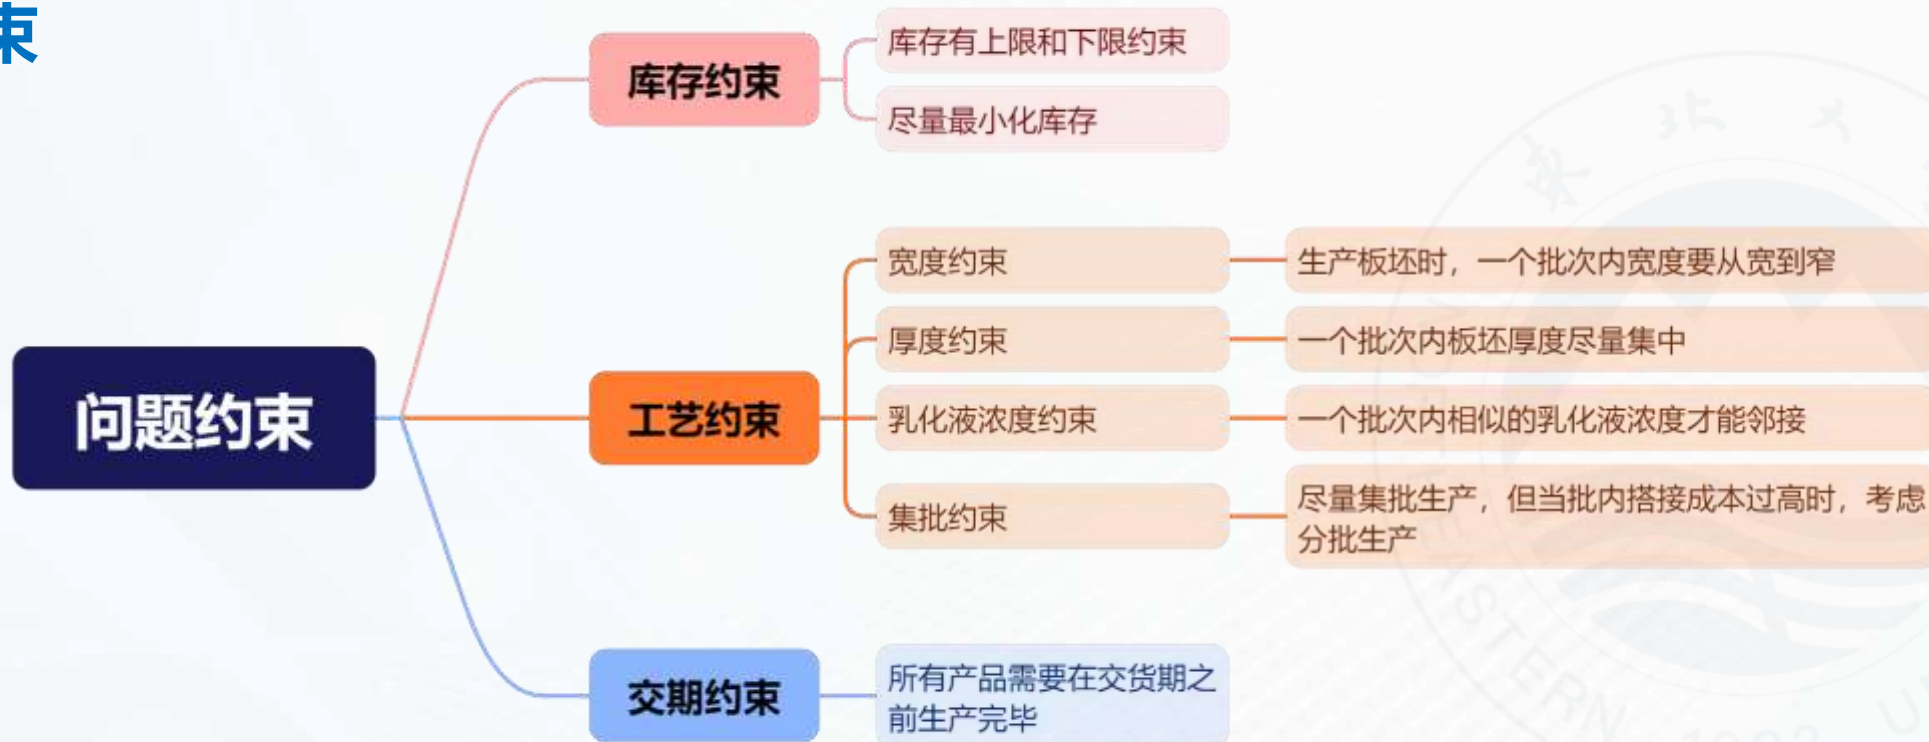 束
问题约束
库存约束
库存有上限和下限约束
尽量最小化库存
工艺约束
宽度约束
生产板坯时，一个批次内宽度要从宽到窄
厚度约束
一个批次内板坯厚度尽量集中
乳化液浓度约束
一个批次内相似的乳化液浓度才能邻接
集批约束
尽量集批生产，但当批内搭接成本过高时，考虑
分批生产
交期约束
所有产品需要在交货期之
前生产完毕